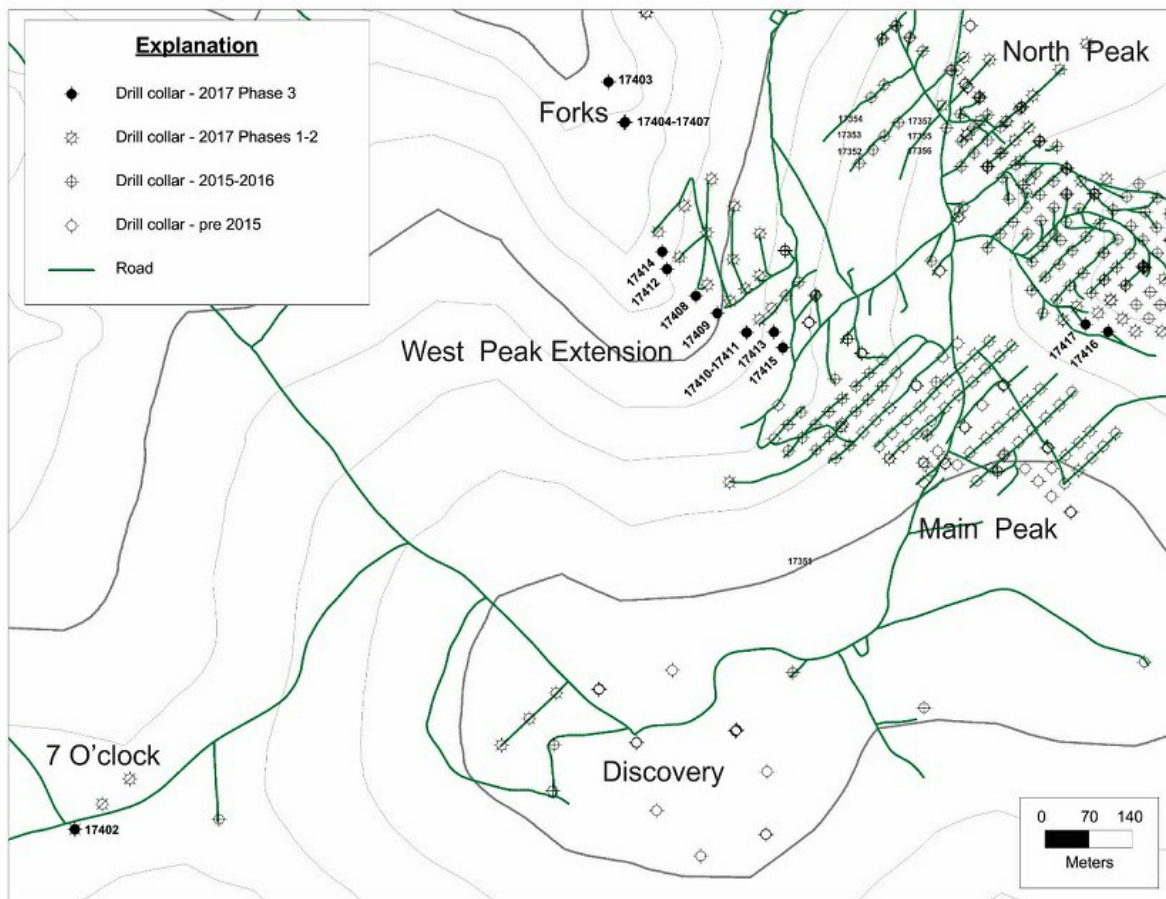 Explanation
Drill collar - 2017 Phase 3
Drill collar - 2017 Phases 1-2
Drill collar - 2015-2016
Drill collar - pre 2015
Road
North Peak
17403
Forks
17404-17407
17354
17353
17352
17357
17355
17356
17414
17412
17408
17409
West Peak Extension
17410-17411
17413
17415
17417
17416
Main Peak
17351
7 O'clock
Discovery
17402
0 70 140
Meters